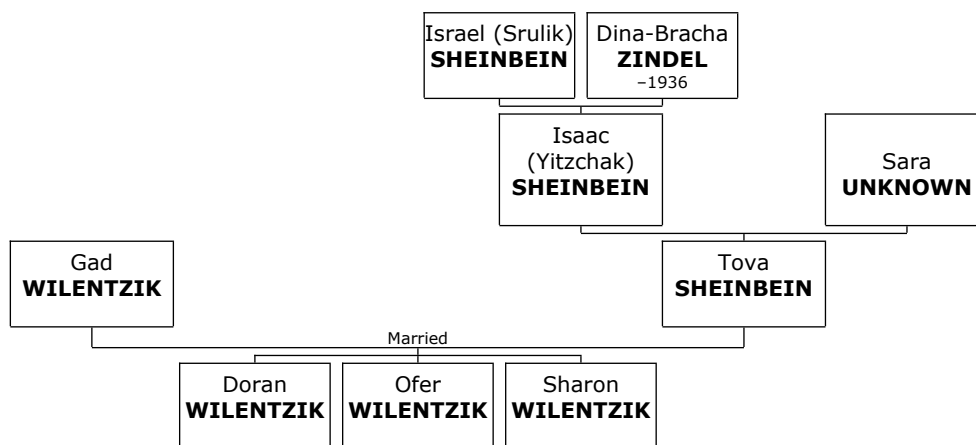 Israel (Srulik)
SHEINBEIN
Dina-Bracha
ZINDEL
–1936
Isaac
(Yitzchak)
SHEINBEIN
Sara
UNKNOWN
Gad
WILENTZIK
Tova
SHEINBEIN
Married
Doran
WILENTZIK
Ofer
WILENTZIK
Sharon
WILENTZIK